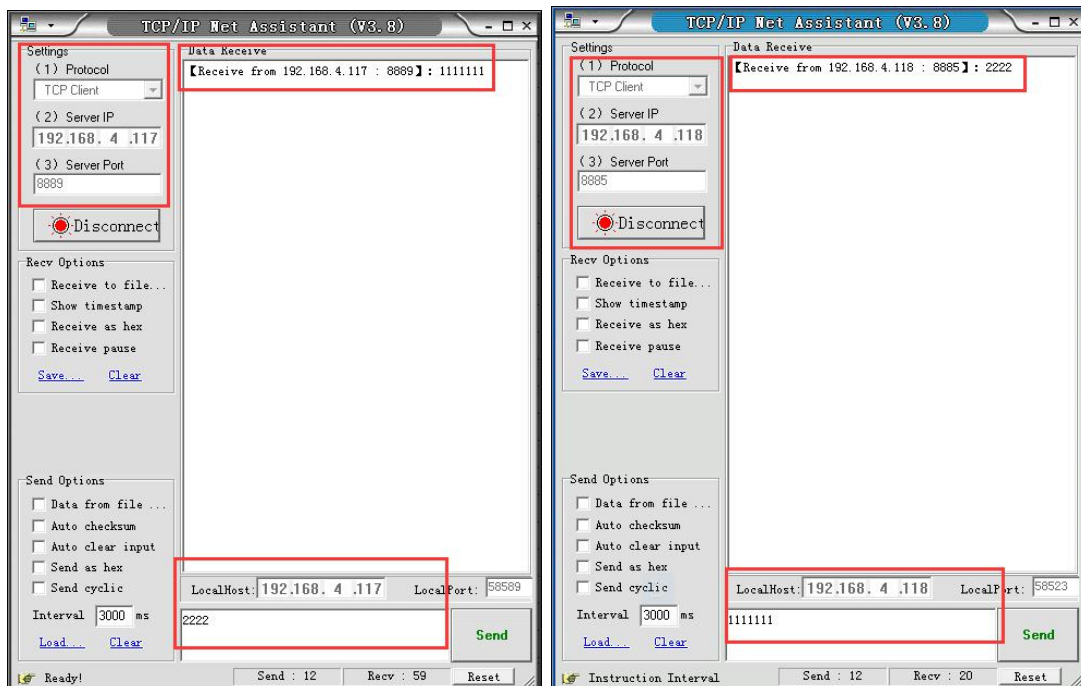 TCP/IP Net Assistant (V3.8)
Settings
(1) Protocol
TCP Client
(2) Server IP
192.168. 4 .117
(3) Server Port
8889
Disconnect
Recv Options
Receive to file...
Show timestamp
Receive as hex
Receive pause
Save... Clear
Send Options
Data from file ...
Auto checksum
Auto clear input
Send as hex
Send cyclic
Interval 3000 ms
Load... Clear
Data Receive
【Receive from 192.168.4.117 : 8889】: 1111111
LocalHost: 192.168. 4 .117 LocalPort: 58589
2222
Send
Ready! Send : 12 Recv : 59 Reset
TCP/IP Net Assistant (V3.8)
Settings
(1) Protocol
TCP Client
(2) Server IP
192.168. 4 .118
(3) Server Port
8885
Disconnect
Recv Options
Receive to file...
Show timestamp
Receive as hex
Receive pause
Save... Clear
Send Options
Data from file ...
Auto checksum
Auto clear input
Send as hex
Send cyclic
Interval 3000 ms
Load... Clear
Data Receive
【Receive from 192.168.4.118 : 8885】: 2222
LocalHost: 192.168. 4 .118 LocalPort: 58523
1111111
Send
Instruction Interval Send : 12 Recv : 20 Reset